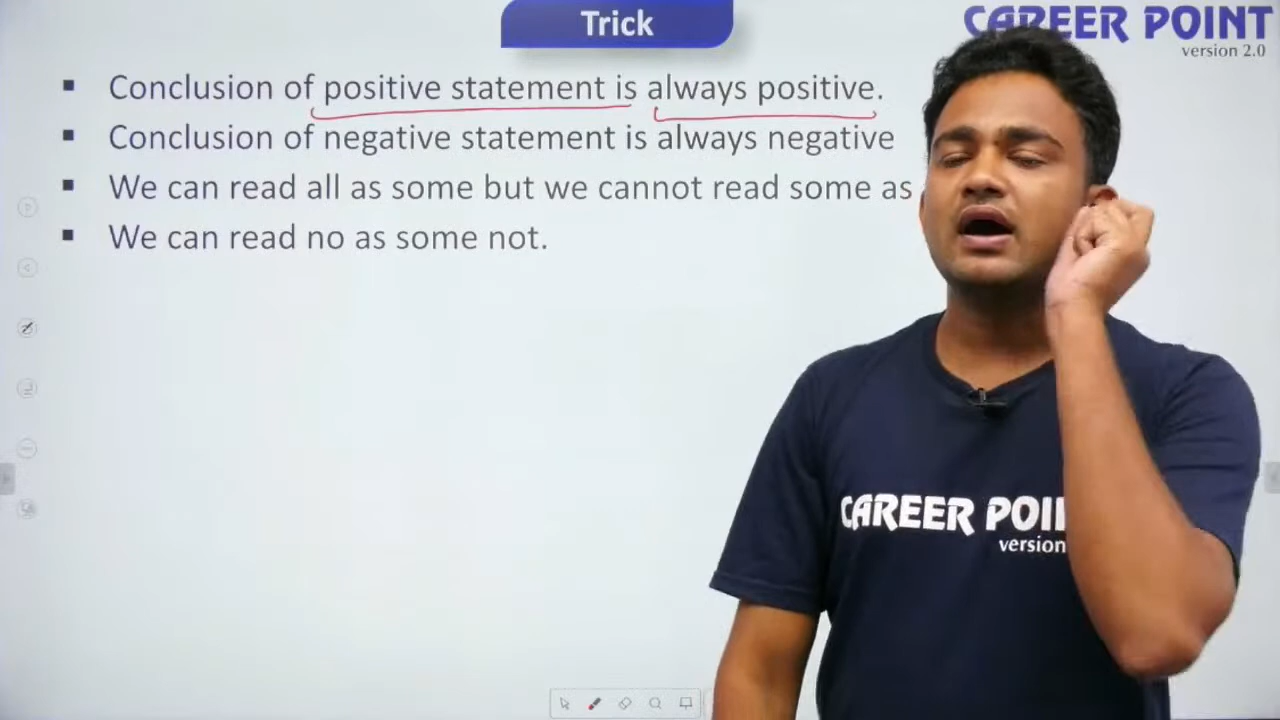 Trick
CAREER POINT
version 2.0
▪ Conclusion of positive statement is always positive.
▪ Conclusion of negative statement is always negative
▪ We can read all as some but we cannot read some as
▪ We can read no as some not.
CAREER POI
version